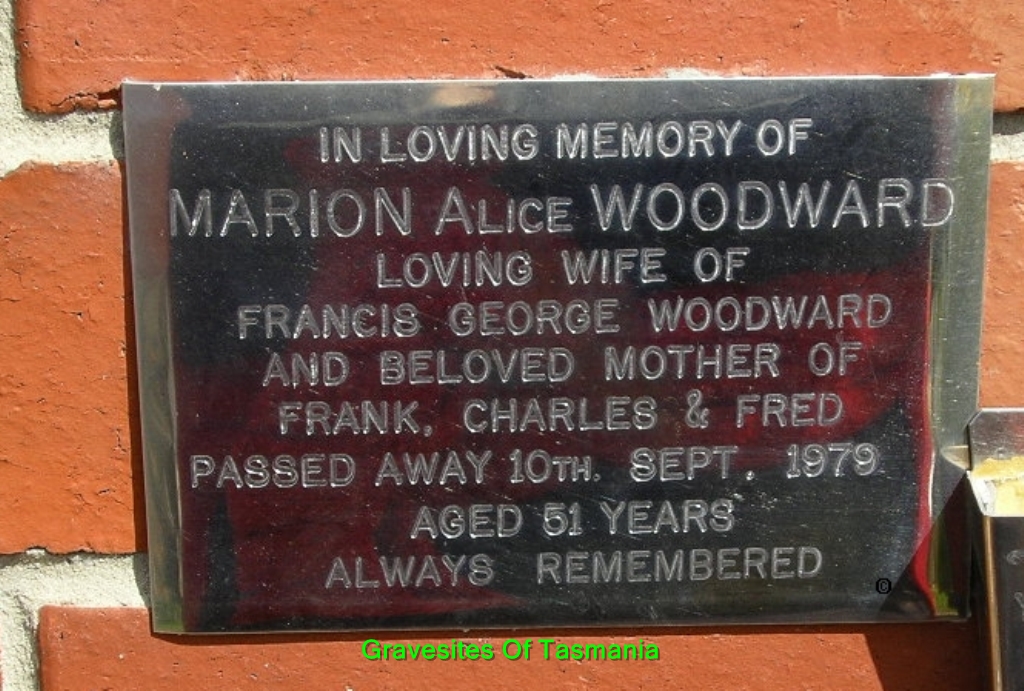 IN LOVING MEMORY OF
MARION ALICE WOODWARD
LOVING WIFE OF
FRANCIS GEORGE WOODWARD
AND BELOVED MOTHER OF
FRANK, CHARLES & FRED
PASSED AWAY 10TH. SEPT. 1979
AGED 51 YEARS
ALWAYS REMEMBERED
©
Gravesites Of Tasmania